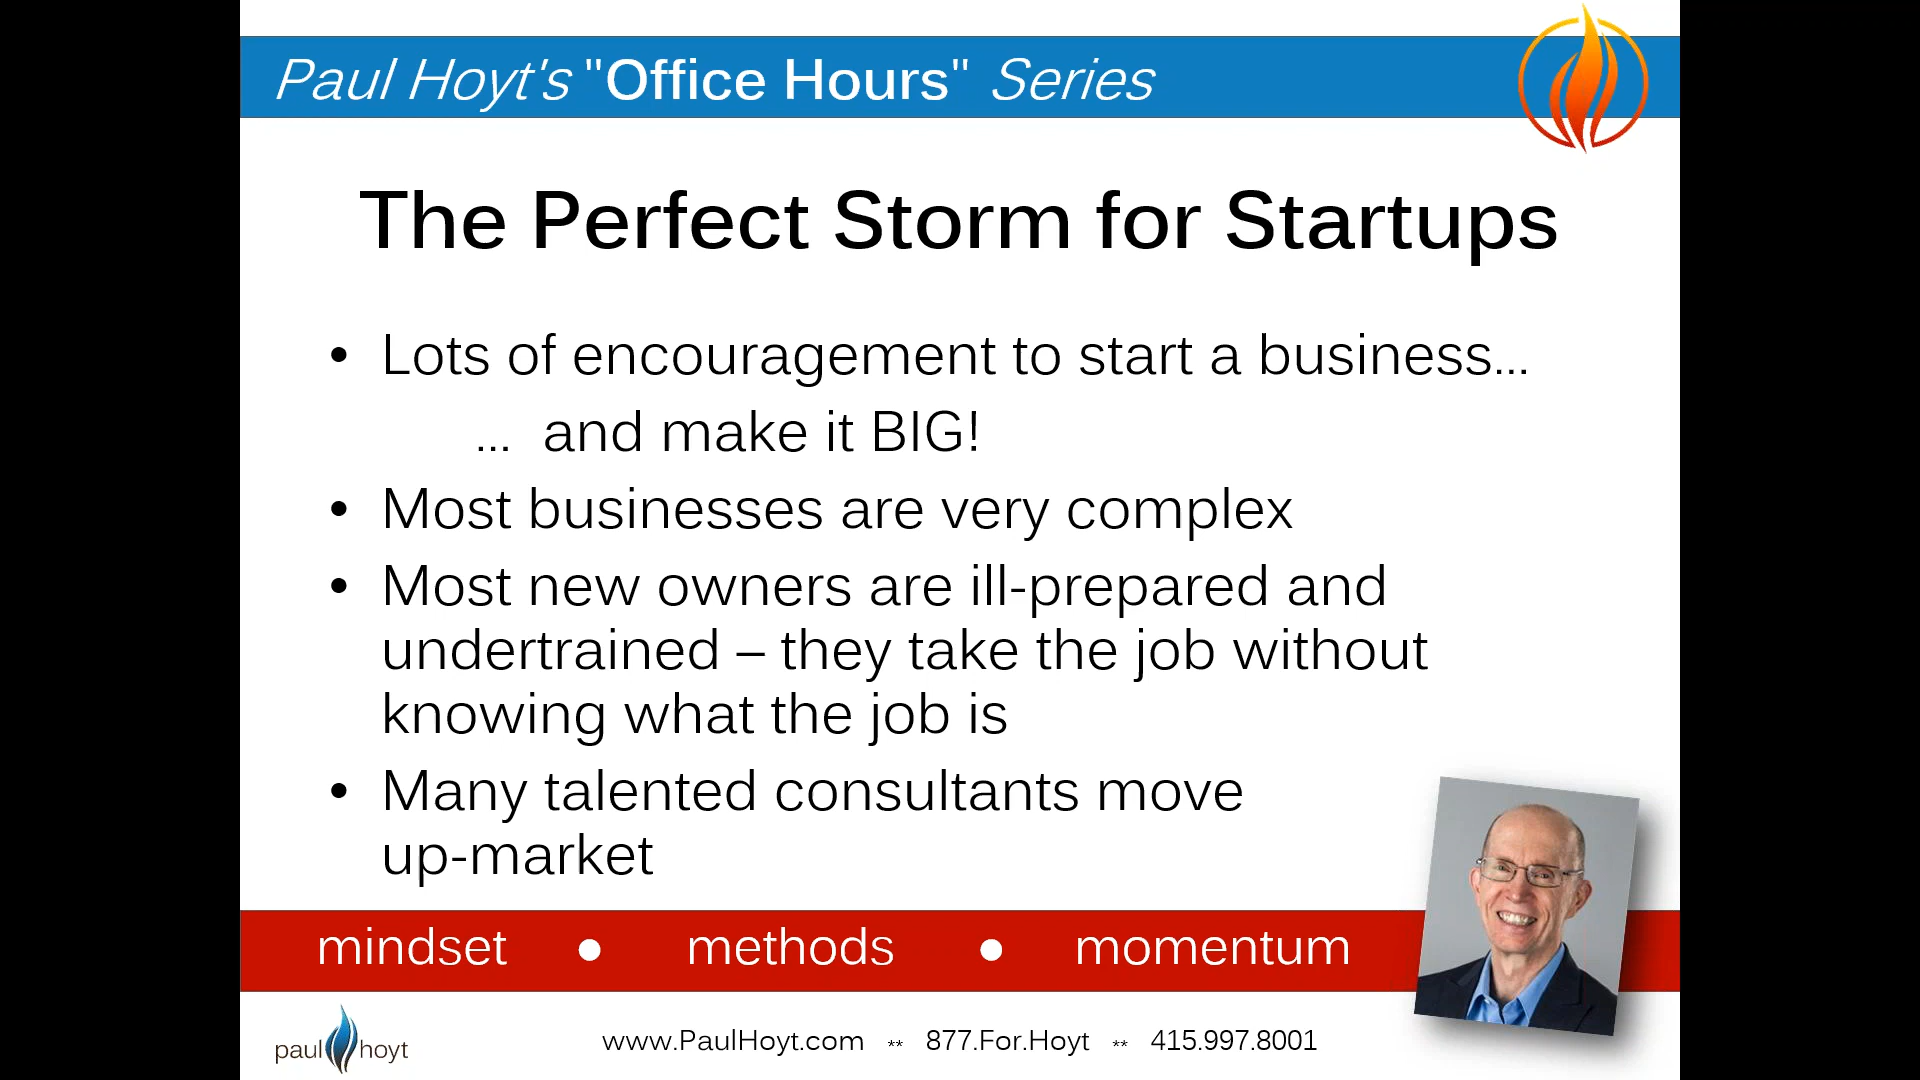 Paul Hoyt's "Office Hours" Series
The Perfect Storm for Startups
• Lots of encouragement to start a business...
... and make it BIG!
• Most businesses are very complex
• Most new owners are ill-prepared and
undertrained – they take the job without
knowing what the job is
• Many talented consultants move
up-market
mindset • methods • momentum
paul hoyt
www.PaulHoyt.com ** 877.For.Hoyt ** 415.997.8001